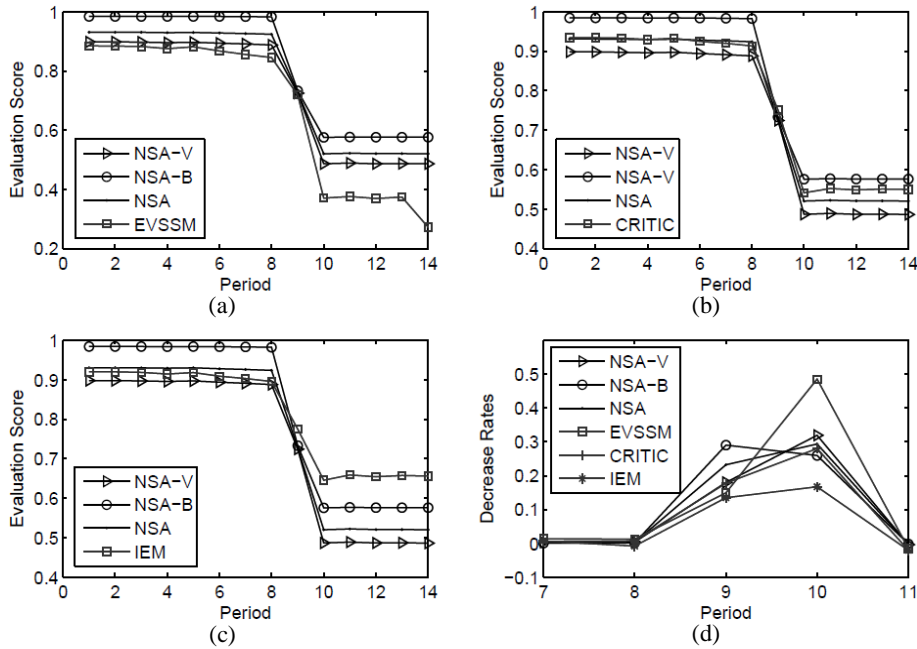 1
0.8
0.6
0.4
0.2
0 2 4 6 8 10 12 14
Evaluation Score
Period
NSA-V
NSA-B
NSA
EVSSM
(a)
1
0.9
0.8
0.7
0.6
0.5
0.4
0 2 4 6 8 10 12 14
Evaluation Score
Period
NSA-V
NSA-V
NSA
CRITIC
(b)
1
0.9
0.8
0.7
0.6
0.5
0.4
0 2 4 6 8 10 12 14
Evaluation Score
Period
NSA-V
NSA-B
NSA
IEM
(c)
0.5
0.4
0.3
0.2
0.1
0
-0.1
7 8 9 10 11
Decrease Rates
Period
NSA-V
NSA-B
NSA
EVSSM
CRITIC
IEM
(d)